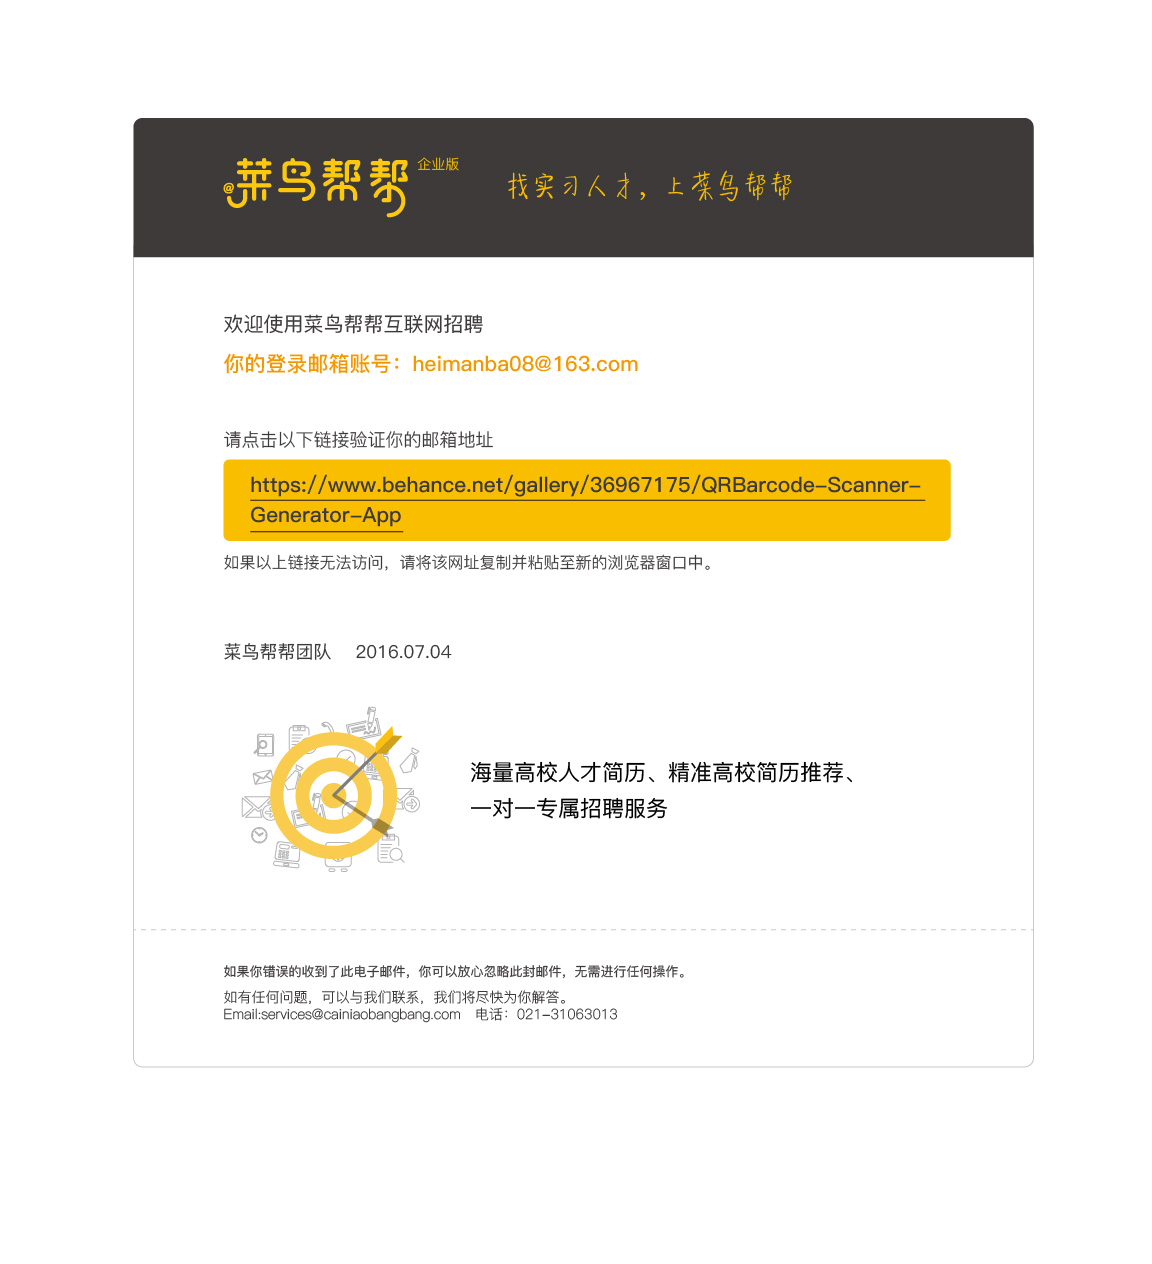 @菜鸟帮帮 企业版
找实习人才，上菜鸟帮帮
欢迎使用菜鸟帮帮互联网招聘
你的登录邮箱账号：heimanba08@163.com
请点击以下链接验证你的邮箱地址
https://www.behance.net/gallery/36967175/QRBarcode-Scanner-
Generator-App
如果以上链接无法访问，请将该网址复制并粘贴至新的浏览器窗口中。
菜鸟帮帮团队 2016.07.04
海量高校人才简历、精准高校简历推荐、
一对一专属招聘服务
如果你错误的收到了此电子邮件，你可以放心忽略此封邮件，无需进行任何操作。
如有任何问题，可以与我们联系，我们将尽快为你解答。
Email:services@cainiaobangbang.com 电话：021-31063013